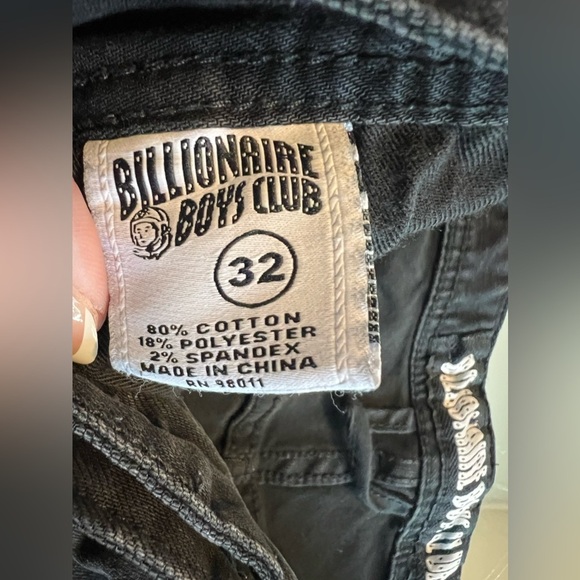 BILLIONAIRE
BOYS CLUB
32
80% COTTON
18% POLYESTER
2% SPANDEX
MADE IN CHINA
RN 98011